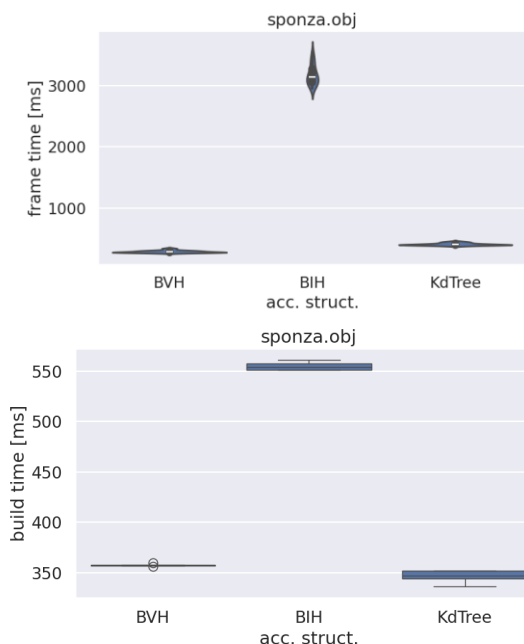 sponza.obj
frame time [ms]
3000
2000
1000
BVH BIH KdTree
acc. struct.
sponza.obj
build time [ms]
550
500
450
400
350
BVH BIH KdTree
acc. struct.